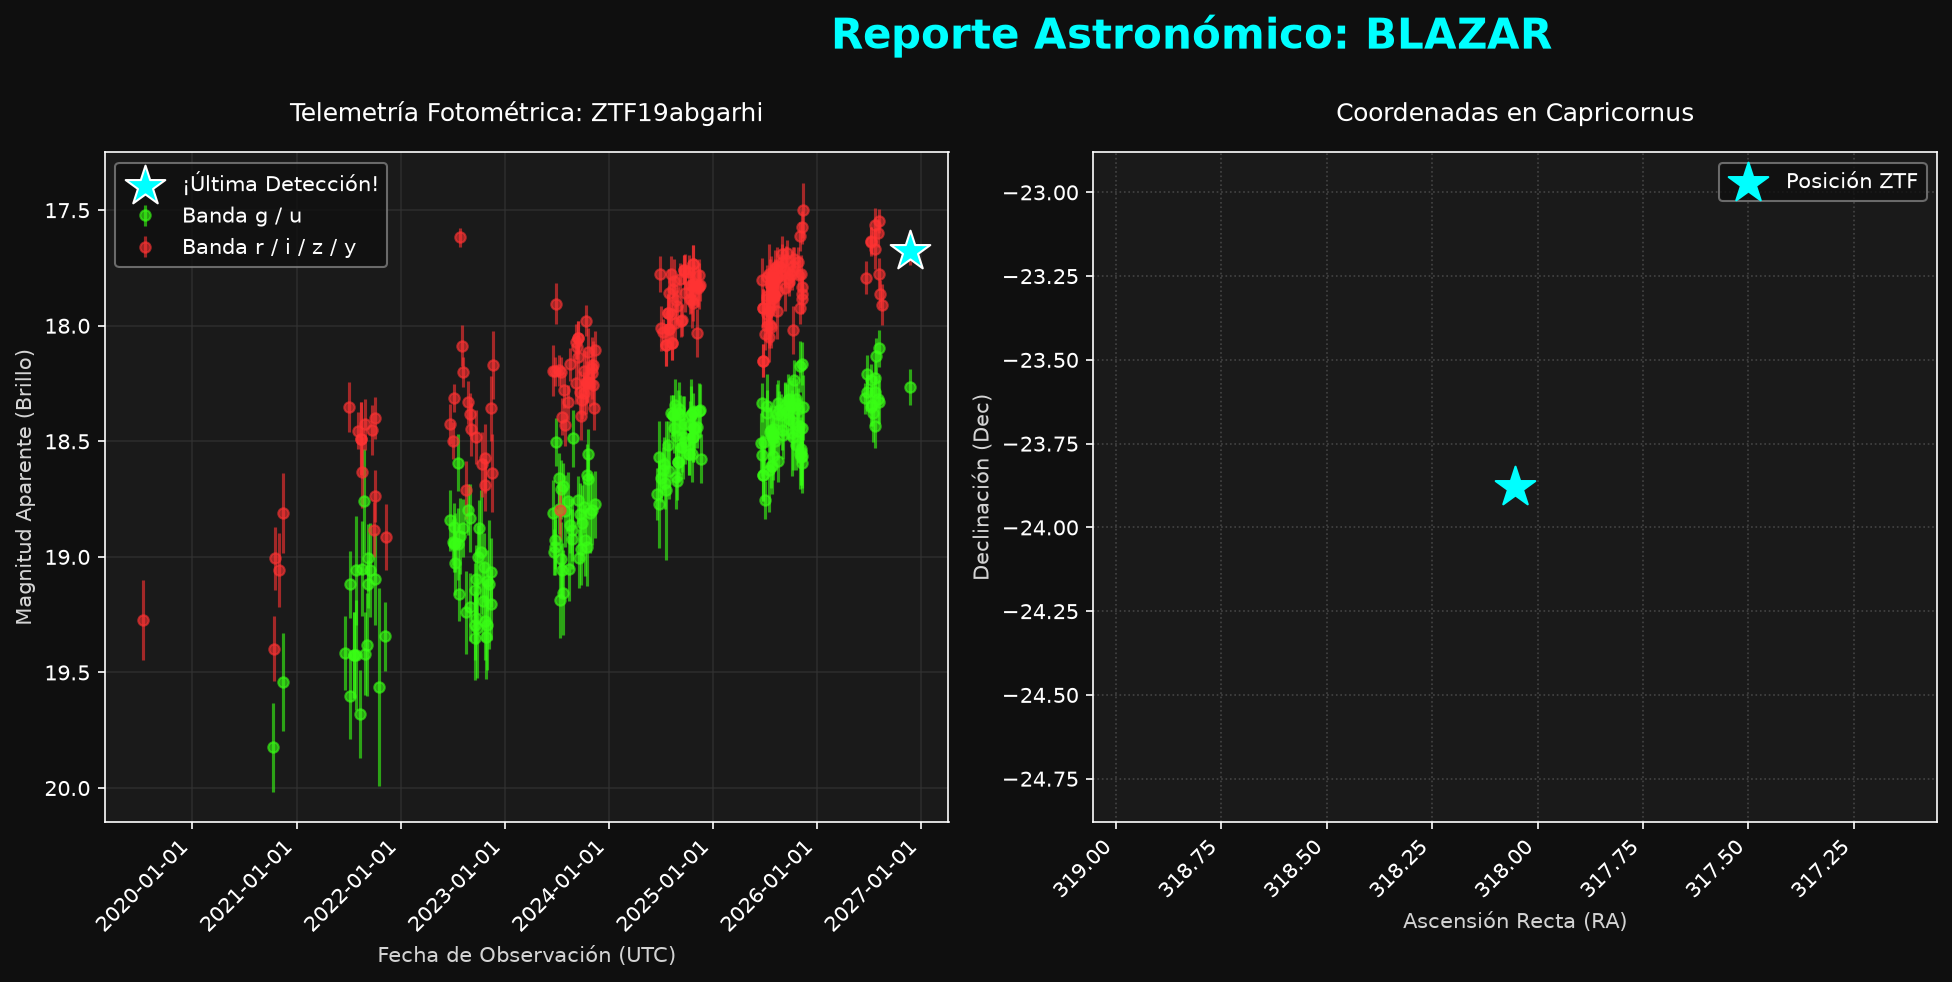 Reporte Astronómico: BLAZAR
Telemetría Fotométrica: ZTF19abgarhi
¡Última Detección!
Banda g / u
Banda r / i / z / y
Magnitud Aparente (Brillo)
17.5
18.0
18.5
19.0
19.5
20.0
2020-01-01
2021-01-01
2022-01-01
2023-01-01
2024-01-01
2025-01-01
2026-01-01
2027-01-01
Fecha de Observación (UTC)
Coordenadas en Capricornus
Posición ZTF
Declinación (Dec)
−23.00
−23.25
−23.50
−23.75
−24.00
−24.25
−24.50
−24.75
319.00
318.75
318.50
318.25
318.00
317.75
317.50
317.25
Ascensión Recta (RA)